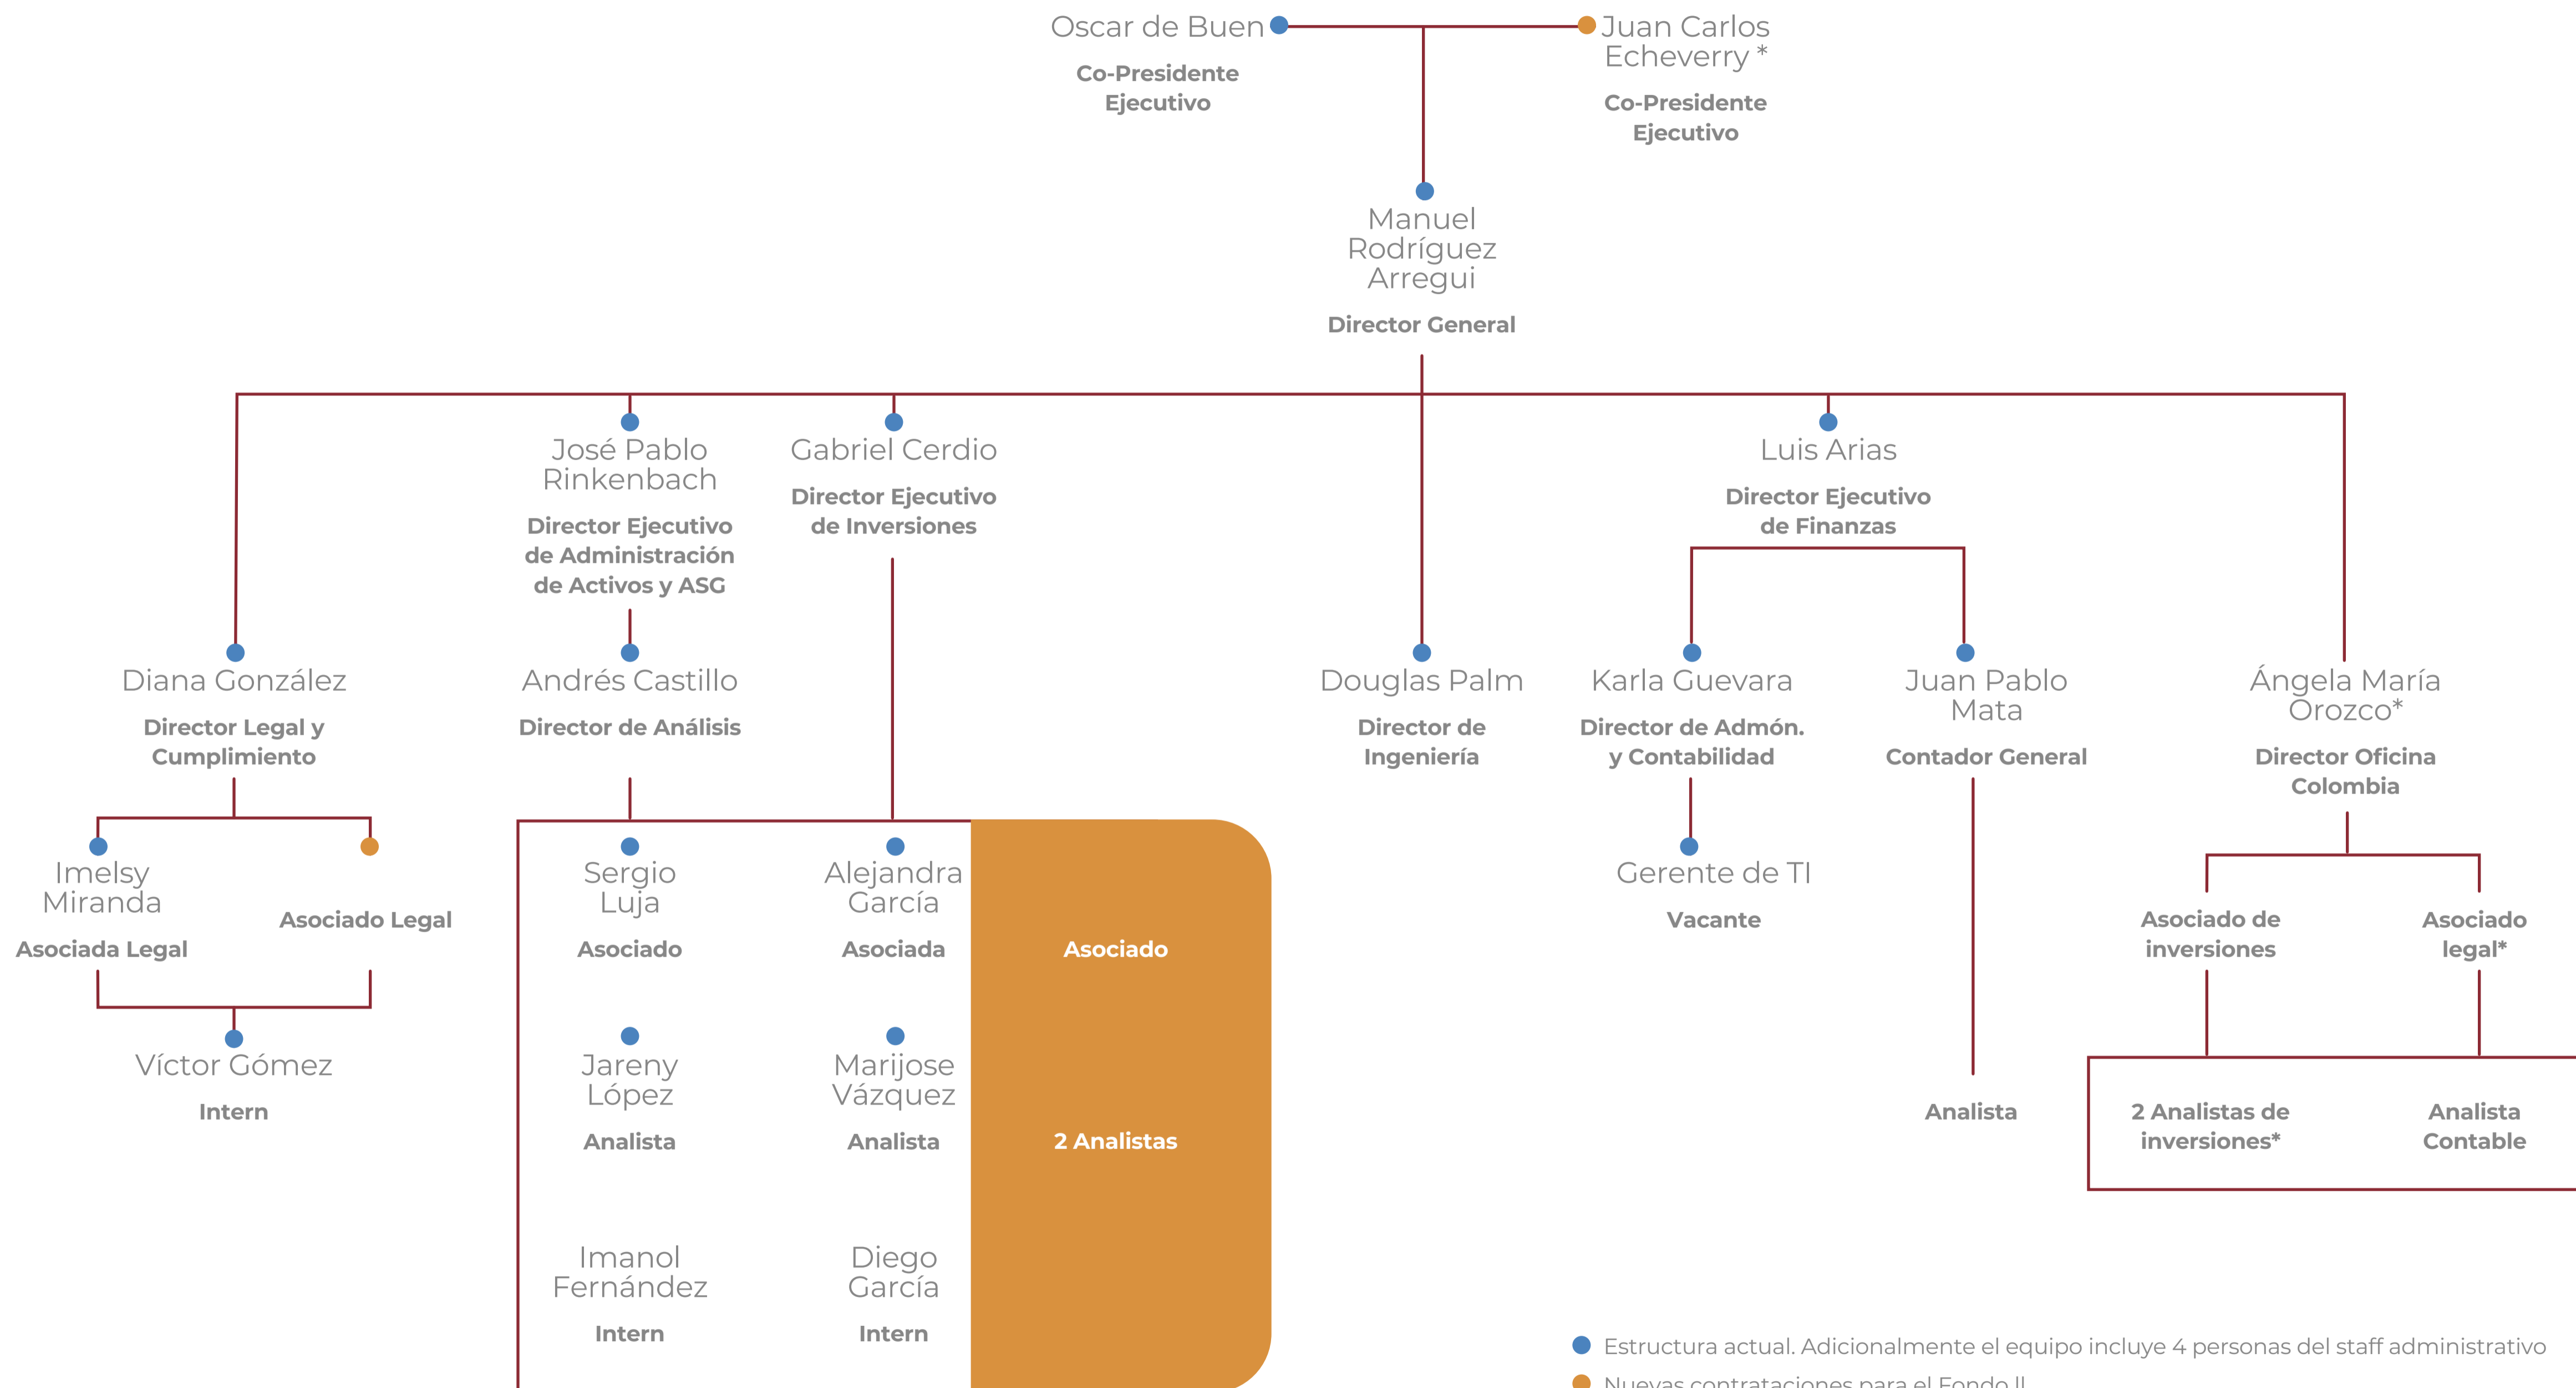 Oscar de Buen
Co-Presidente
Ejecutivo
Juan Carlos
Echeverry *
Co-Presidente
Ejecutivo
Manuel
Rodríguez
Arregui
Director General
José Pablo
Rinkenbach
Director Ejecutivo
de Administración
de Activos y ASG
Gabriel Cerdio
Director Ejecutivo
de Inversiones
Luis Arias
Director Ejecutivo
de Finanzas
Diana González
Director Legal y
Cumplimiento
Andrés Castillo
Director de Análisis
Douglas Palm
Director de
Ingeniería
Karla Guevara
Director de Admón.
y Contabilidad
Juan Pablo
Mata
Contador General
Ángela María
Orozco*
Director Oficina
Colombia
Imelsy
Miranda
Asociada Legal
Asociado Legal
Sergio
Luja
Asociado
Alejandra
García
Asociada
Asociado
Gerente de TI
Vacante
Asociado de
inversiones
Asociado
legal*
Víctor Gómez
Intern
Jareny
López
Analista
Marijose
Vázquez
Analista
2 Analistas
Analista
2 Analistas de
inversiones*
Analista
Contable
Imanol
Fernández
Intern
Diego
García
Intern
Estructura actual. Adicionalmente el equipo incluye 4 personas del staff administrativo
Nuevas contrataciones para el Fondo II